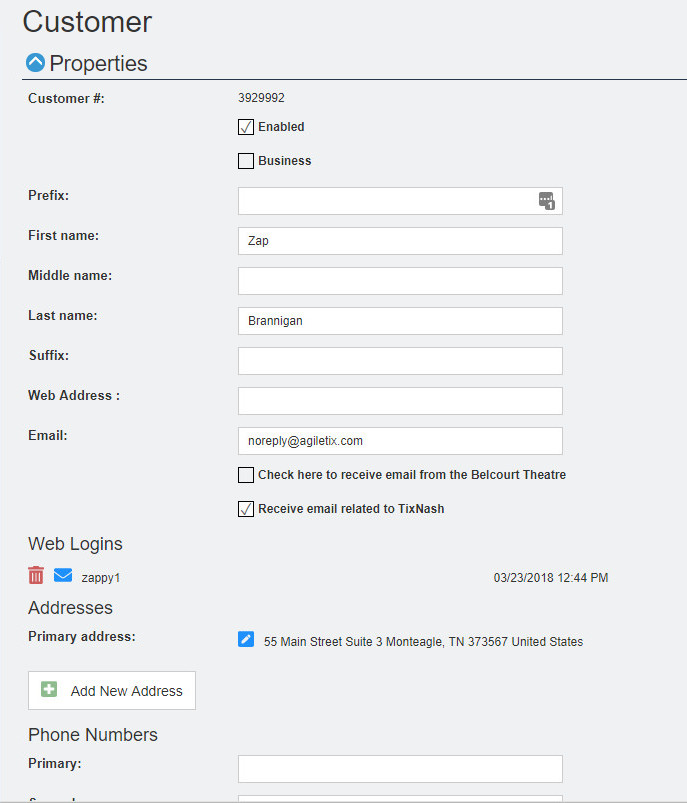 Customer
Properties
Customer #: 3929992
Enabled
Business
Prefix:
1
First name: Zap
Middle name:
Last name: Brannigan
Suffix:
Web Address :
Email: noreply@agiletix.com
Check here to receive email from the Belcourt Theatre
Receive email related to TixNash
Web Logins
zappy1 03/23/2018 12:44 PM
Addresses
Primary address: 55 Main Street Suite 3 Monteagle, TN 373567 United States
Add New Address
Phone Numbers
Primary: